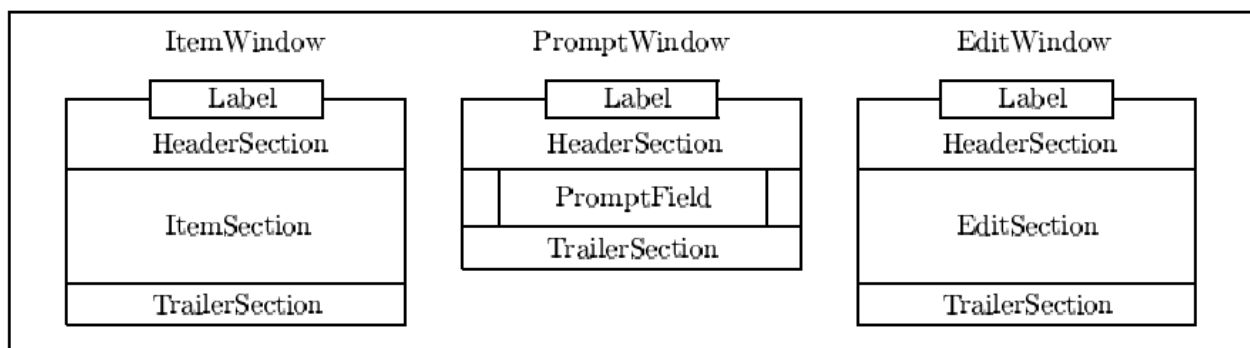 ItemWindow
PromptWindow
EditWindow
Label
Label
Label
HeaderSection
HeaderSection
HeaderSection
ItemSection
PromptField
EditSection
TrailerSection
TrailerSection
TrailerSection